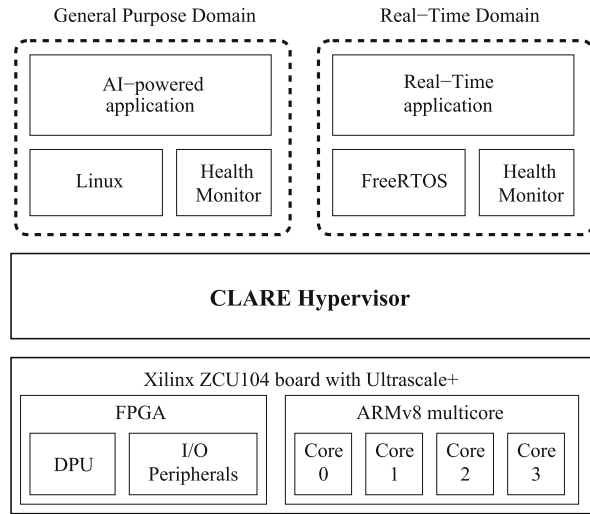 General Purpose Domain
Real−Time Domain
AI−powered
application
Real−Time
application
Linux
Health
Monitor
FreeRTOS
Health
Monitor
CLARE Hypervisor
Xilinx ZCU104 board with Ultrascale+
FPGA
ARMv8 multicore
DPU
I/O
Peripherals
Core
0
Core
1
Core
2
Core
3